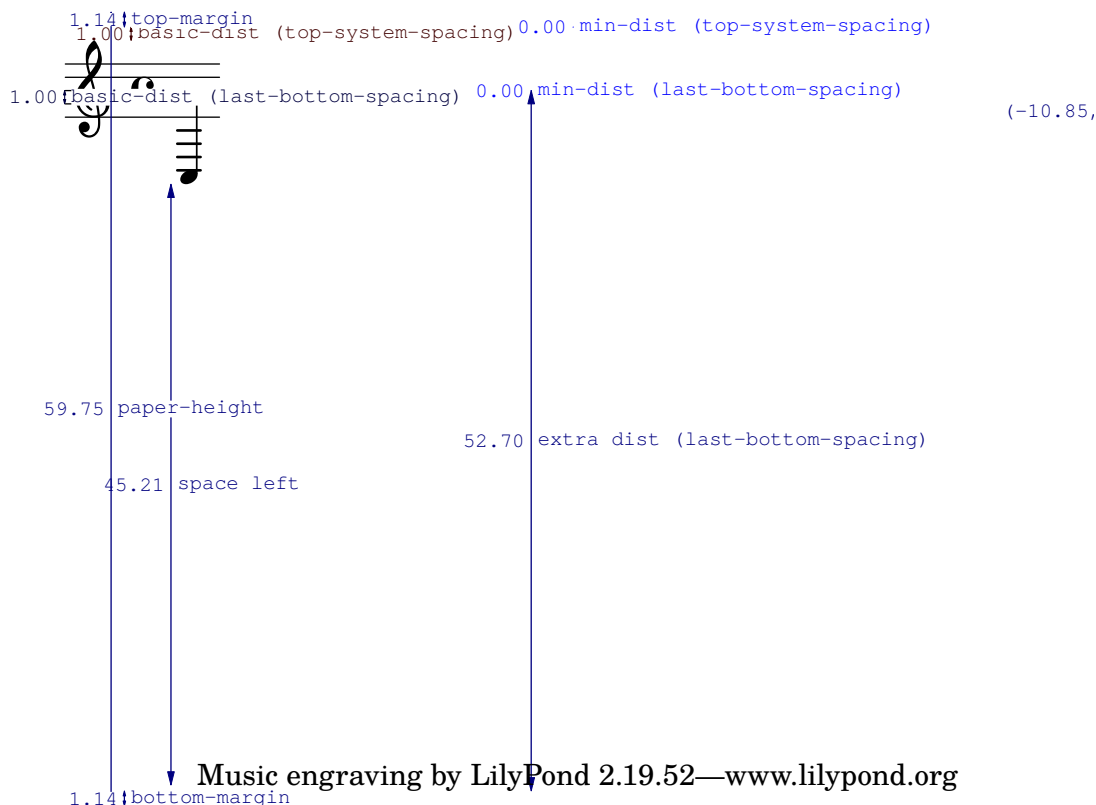 1.14 top-margin
1.00 basic-dist (top-system-spacing) 0.00 min-dist (top-system-spacing)
1.00 basic-dist (last-bottom-spacing) 0.00 min-dist (last-bottom-spacing)
(-10.85,
59.75 paper-height
52.70 extra dist (last-bottom-spacing)
45.21 space left
Music engraving by LilyPond 2.19.52—www.lilypond.org
1.14 bottom-margin